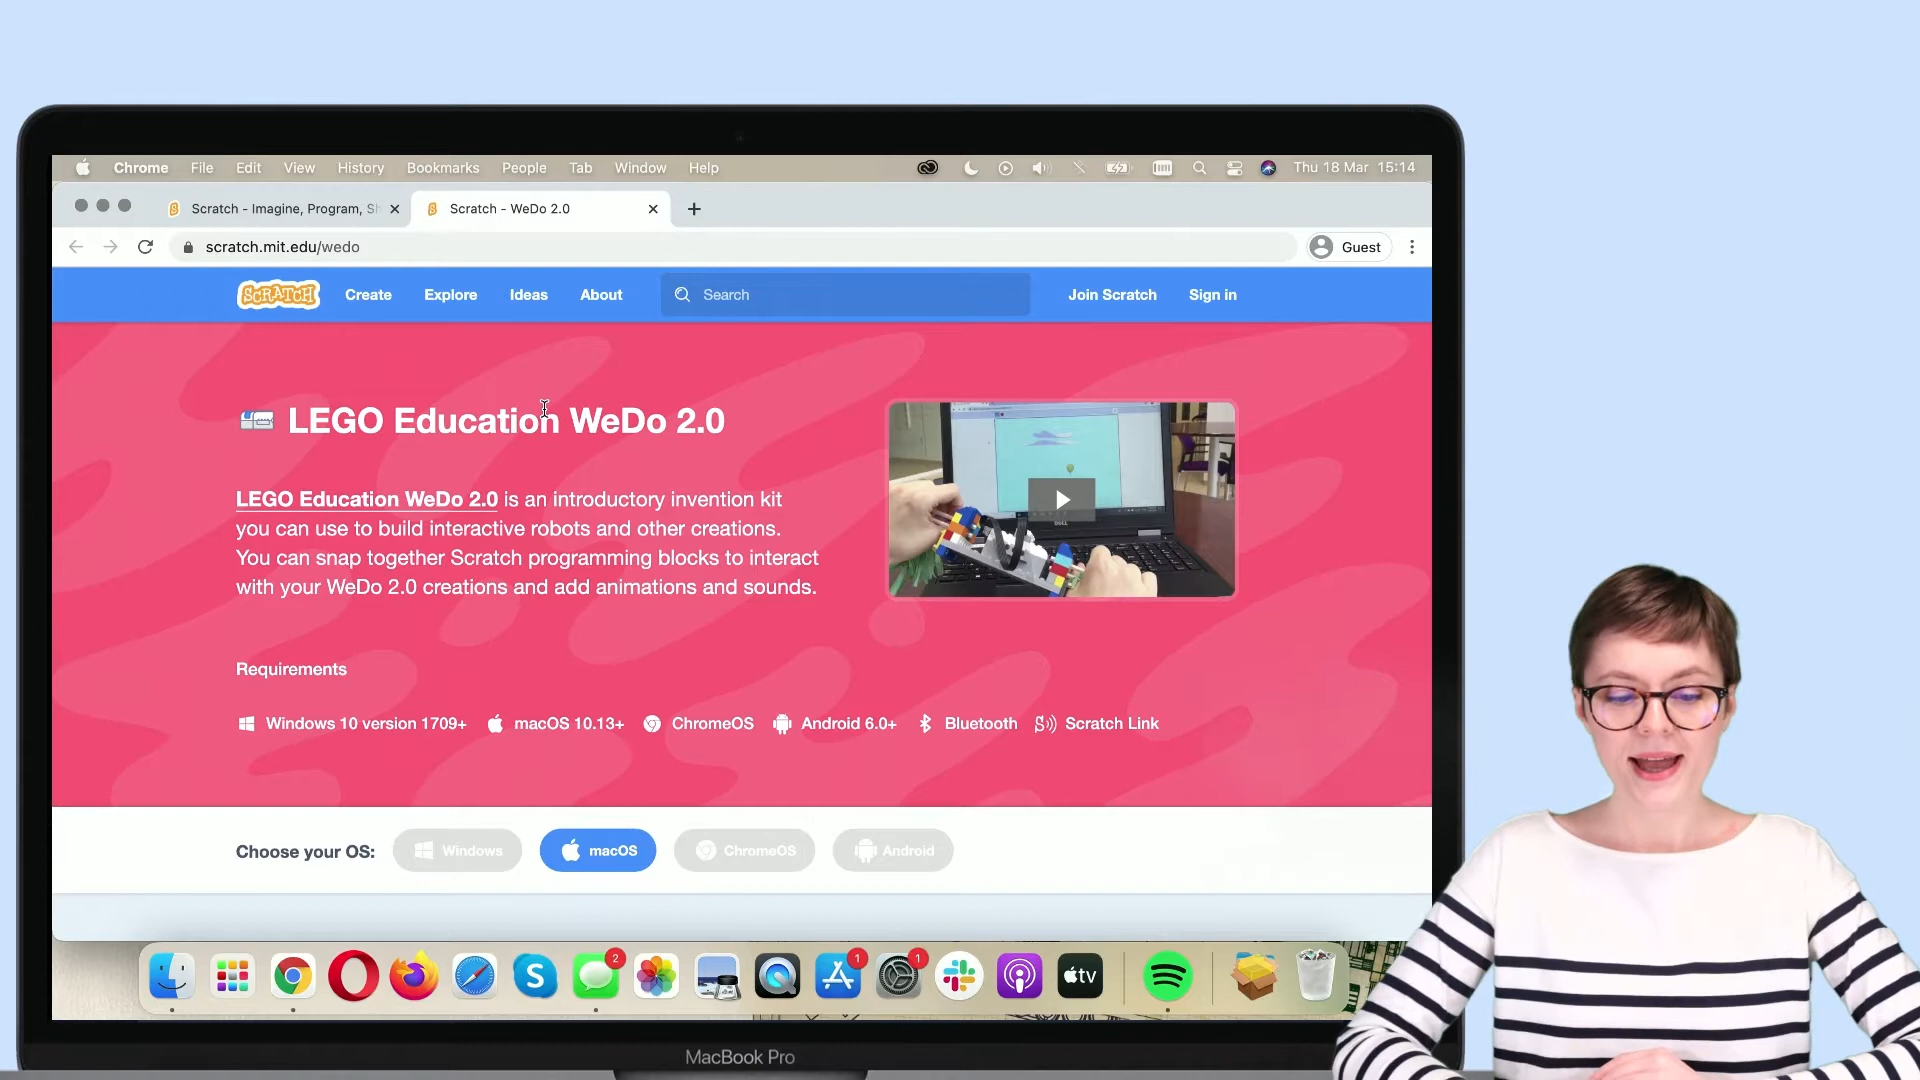 Chrome File Edit View History Bookmarks People Tab Window Help Thu 18 Mar 15:14
Scratch - Imagine, Program, Sh
Scratch - WeDo 2.0
scratch.mit.edu/wedo
Guest
SCRATCH Create Explore Ideas About Search Join Scratch Sign in
LEGO Education WeDo 2.0
LEGO Education WeDo 2.0 is an introductory invention kit
you can use to build interactive robots and other creations.
You can snap together Scratch programming blocks to interact
with your WeDo 2.0 creations and add animations and sounds.
DELL
Requirements
Windows 10 version 1709+ macOS 10.13+ ChromeOS Android 6.0+ Bluetooth Scratch Link
Choose your OS: Windows macOS ChromeOS Android
2
1
1
tv
MacBook Pro